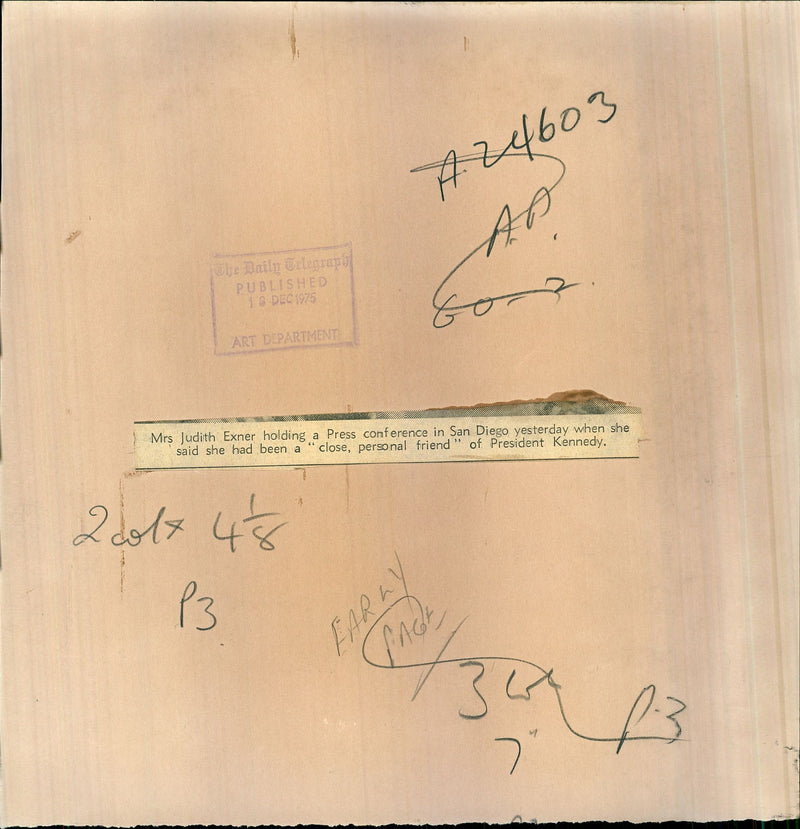 A24603
A.A.
The Daily Telegraph
PUBLISHED
18 DEC 1975
ART DEPARTMENT
Mrs Judith Exner holding a Press conference in San Diego yesterday when she
said she had been a "close, personal friend" of President Kennedy.
2 col x 4 1/8
P3
EARLY
PAGE
3 col
P.3
7"